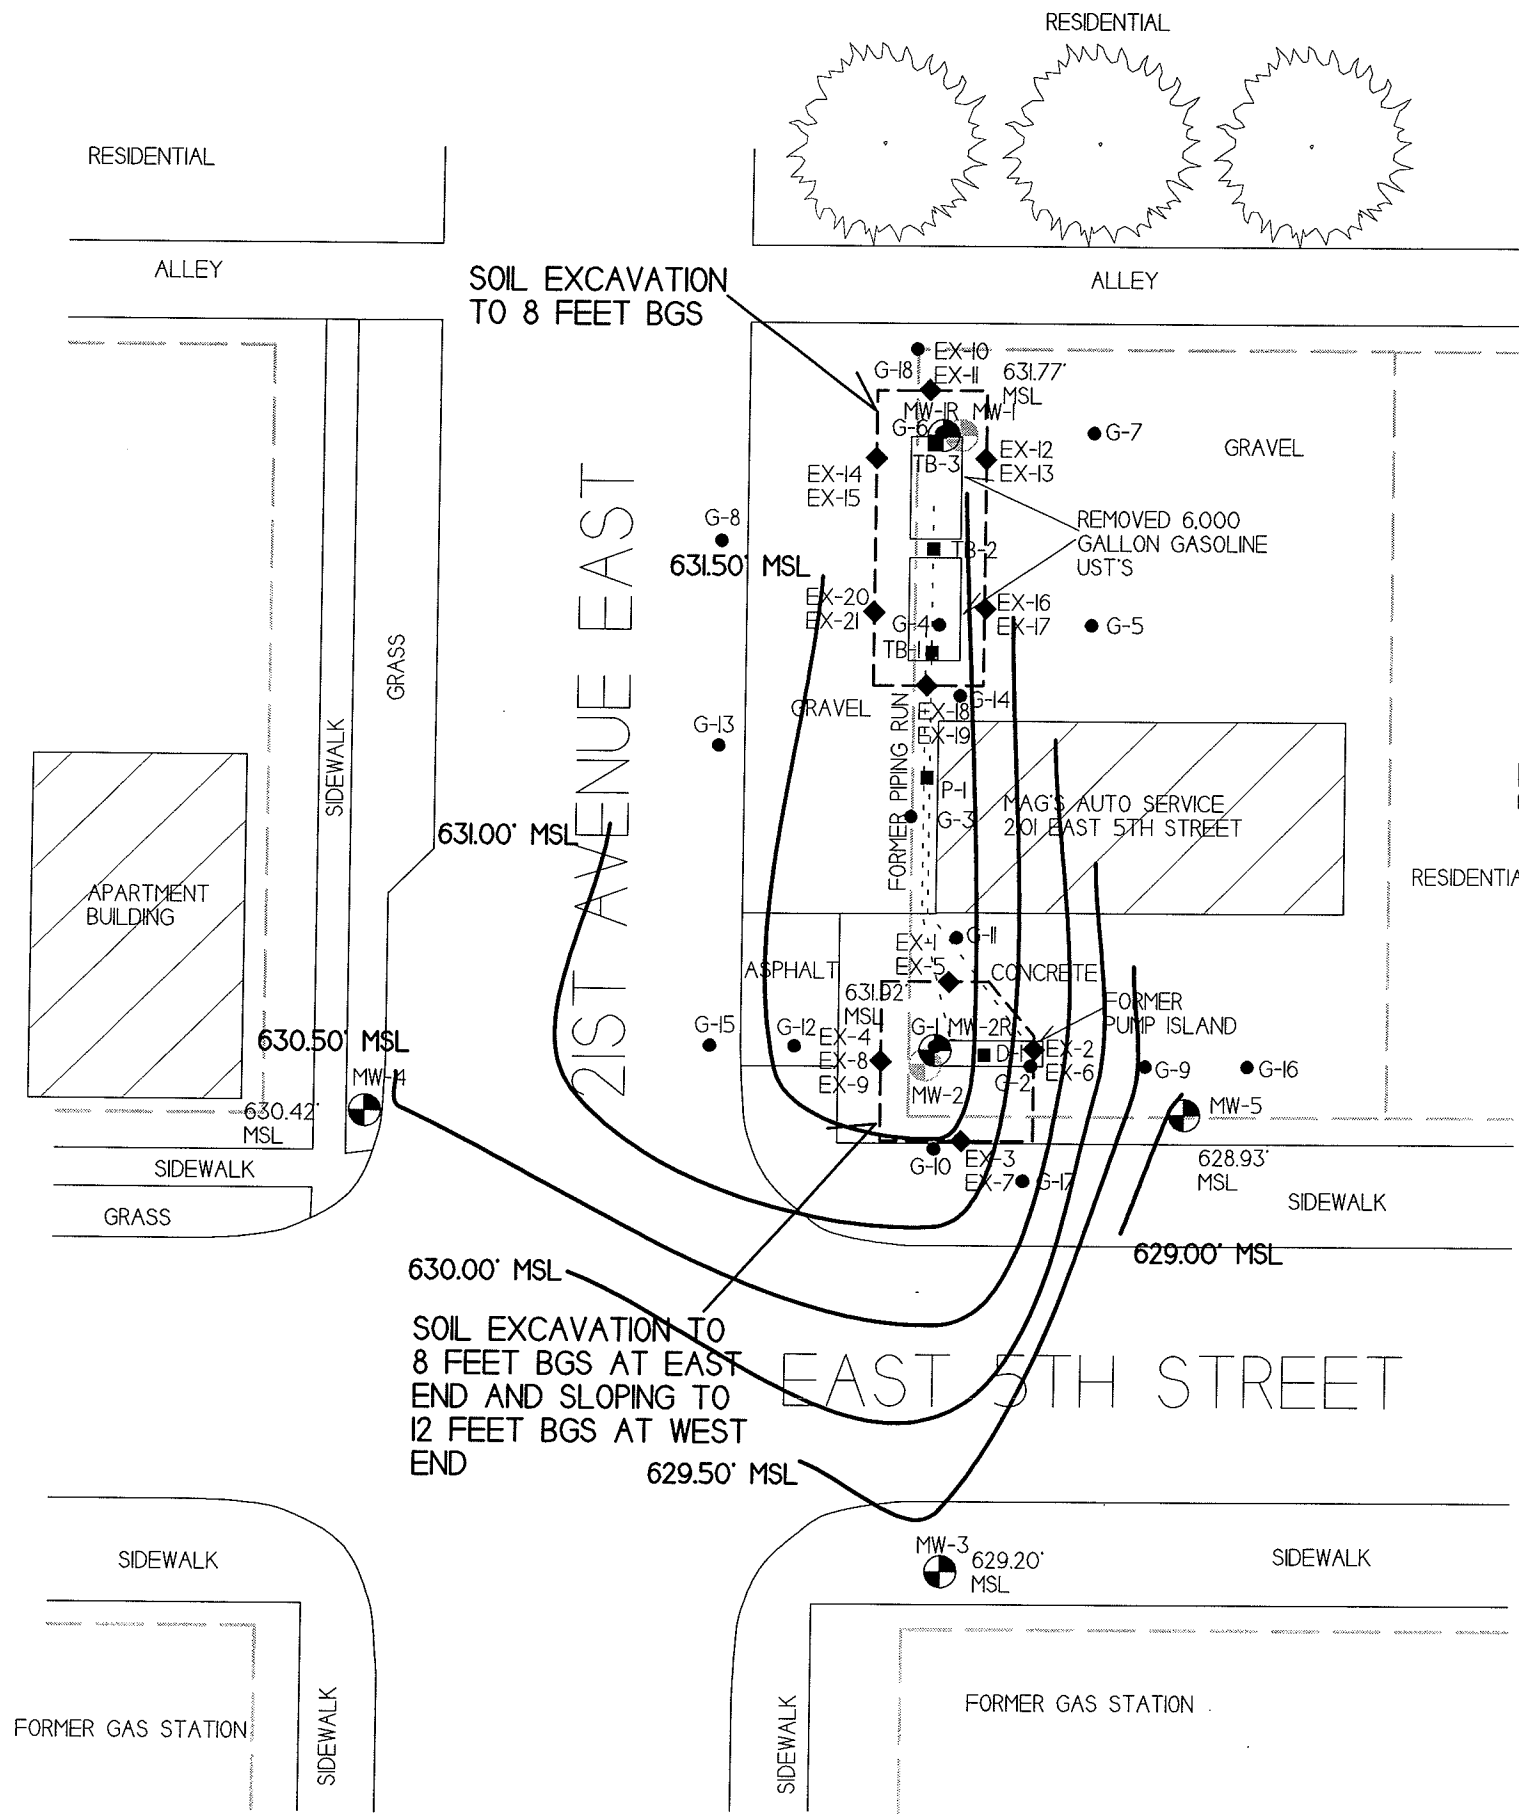 RESIDENTIAL
RESIDENTIAL
ALLEY
ALLEY
SOIL EXCAVATION
TO 8 FEET BGS
EX-10
G-18
EX-11
631.77'
MSL
MW-1R
MW-1
G-6
G-7
GRAVEL
TB-3
EX-12
EX-13
EX-14
EX-15
G-8
REMOVED 6,000
GALLON GASOLINE
UST'S
TB-2
631.50' MSL
EX-20
EX-21
EX-16
EX-17
G-4
G-5
TB-1
GRASS
21ST AVENUE EAST
GRAVEL
G-14
EX-18
EX-19
G-13
SIDEWALK
FORMER PIPING RUN
P-1
G-3
MAG'S AUTO SERVICE
2101 EAST 5TH STREET
631.00' MSL
RESIDENTIA
APARTMENT
BUILDING
G-11
EX-1
EX-5
ASPHALT
CONCRETE
631.92'
MSL
FORMER
PUMP ISLAND
G-15
G-12
EX-4
EX-8
EX-9
G-1
MW-2R
D-1
EX-2
EX-6
G-2
G-9
G-16
630.50' MSL
MW-4
630.42'
MSL
MW-2
MW-5
628.93'
MSL
SIDEWALK
GRASS
G-10
EX-3
EX-7
G-17
SIDEWALK
629.00' MSL
630.00' MSL
SOIL EXCAVATION TO
8 FEET BGS AT EAST
END AND SLOPING TO
12 FEET BGS AT WEST
END
EAST 5TH STREET
629.50' MSL
SIDEWALK
MW-3
629.20'
MSL
SIDEWALK
FORMER GAS STATION
SIDEWALK
SIDEWALK
FORMER GAS STATION